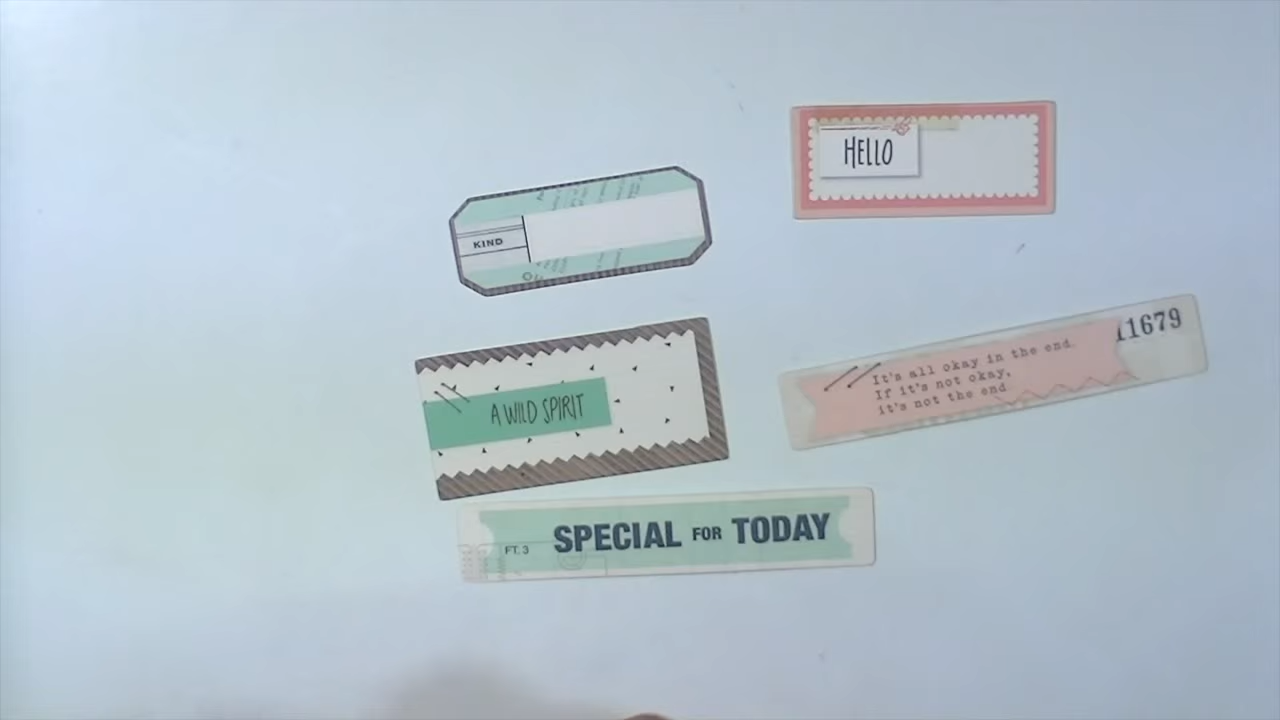 HELLO
KIND
11679
It's all okay in the end.
If it's not okay,
it's not the end
A WILD SPIRIT
SPECIAL FOR TODAY
FT. 3